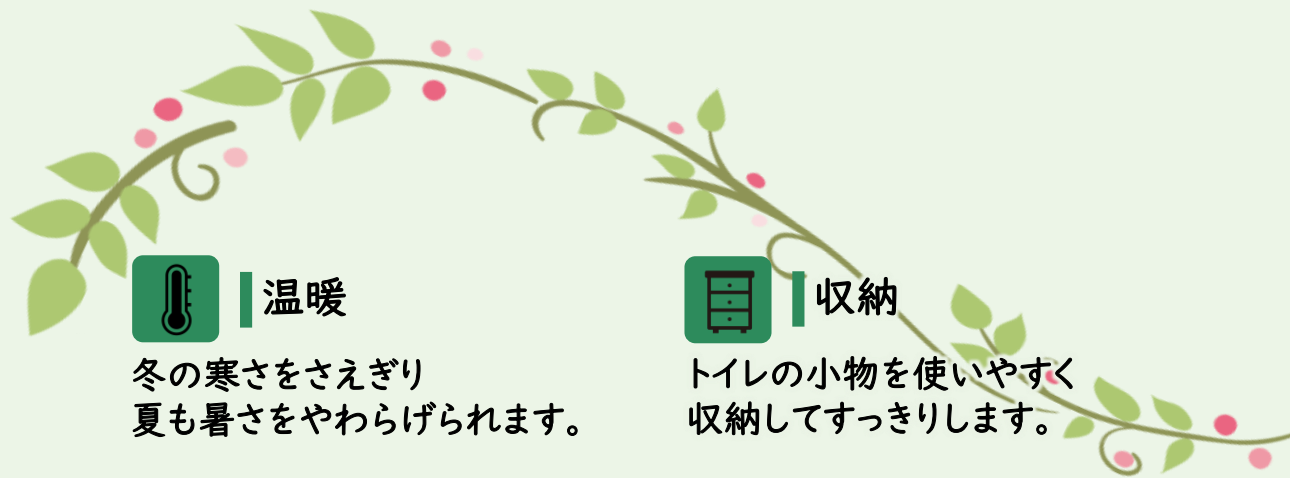 温暖
冬の寒さをさえぎり
夏も暑さをやわらげられます。
収納
トイレの小物を使いやすく
収納してすっきりします。